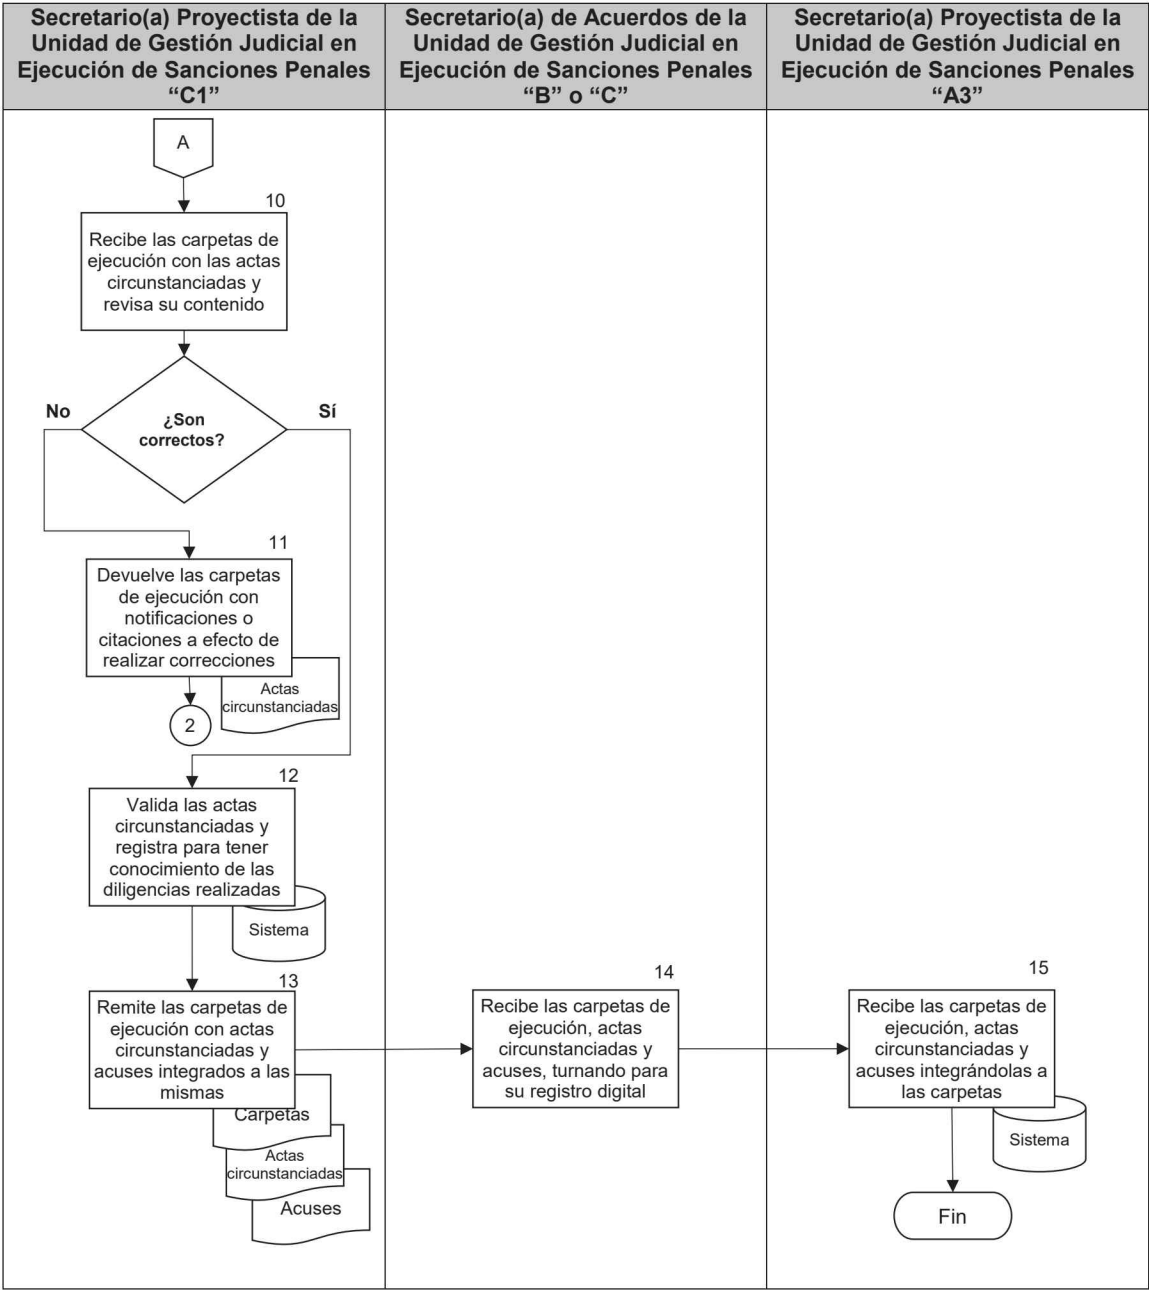 Secretario(a) Proyectista de la
Unidad de Gestión Judicial en
Ejecución de Sanciones Penales
“C1”
Secretario(a) de Acuerdos de la
Unidad de Gestión Judicial en
Ejecución de Sanciones Penales
“B” o “C”
Secretario(a) Proyectista de la
Unidad de Gestión Judicial en
Ejecución de Sanciones Penales
“A3”
A
10
Recibe las carpetas de
ejecución con las actas
circunstanciadas y
revisa su contenido
No
¿Son
correctos?
Sí
11
Devuelve las carpetas
de ejecución con
notificaciones o
citaciones a efecto de
realizar correcciones
Actas
circunstanciadas
2
12
Valida las actas
circunstanciadas y
registra para tener
conocimiento de las
diligencias realizadas
Sistema
13
Remite las carpetas de
ejecución con actas
circunstanciadas y
acuses integrados a las
mismas
Carpetas
Actas
circunstanciadas
Acuses
14
Recibe las carpetas de
ejecución, actas
circunstanciadas y
acuses, turnando para
su registro digital
15
Recibe las carpetas de
ejecución, actas
circunstanciadas y
acuses integrándolas a
las carpetas
Sistema
Fin